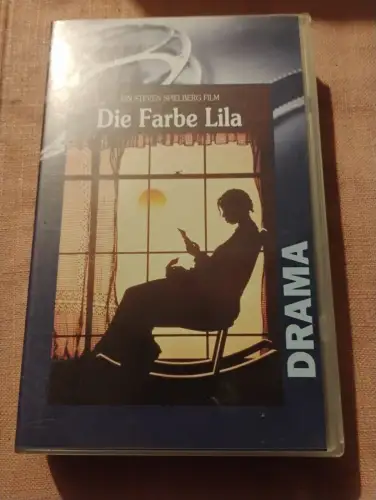 EIN STEVEN SPIELBERG FILM
Die Farbe Lila
DRAMA